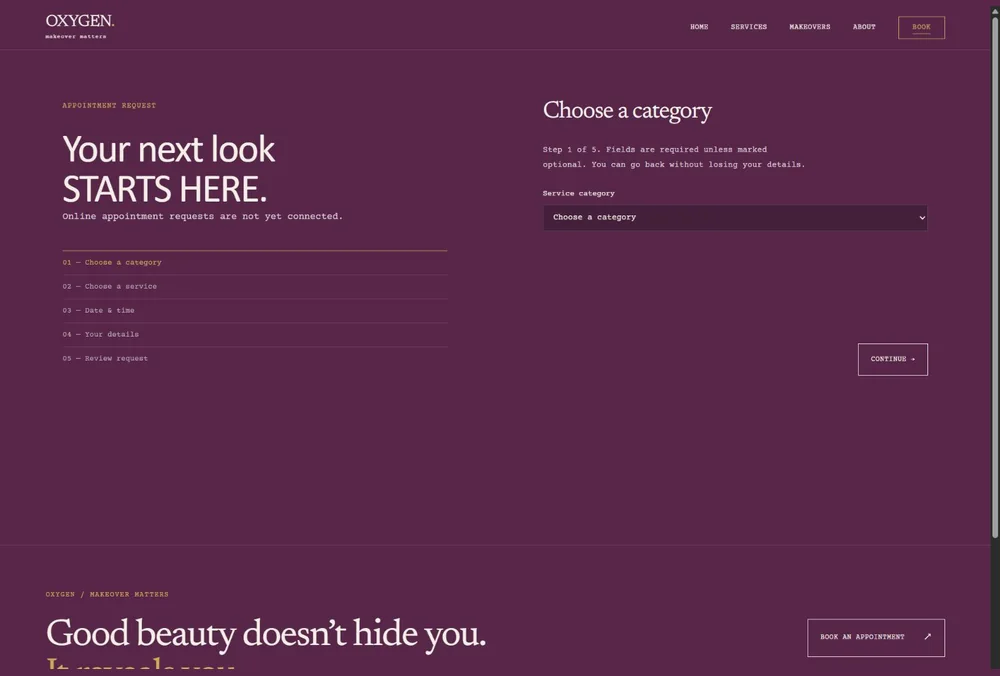 OXYGEN.
makeover matters
HOME SERVICES MAKEOVERS ABOUT BOOK
APPOINTMENT REQUEST
Your next look
STARTS HERE.
Online appointment requests are not yet connected.
01 — Choose a category
02 — Choose a service
03 — Date & time
04 — Your details
05 — Review request
Choose a category
Step 1 of 5. Fields are required unless marked
optional. You can go back without losing your details.
Service category
Choose a category
CONTINUE →
OXYGEN / MAKEOVER MATTERS
Good beauty doesn’t hide you.
It reveals you.
BOOK AN APPOINTMENT ↗